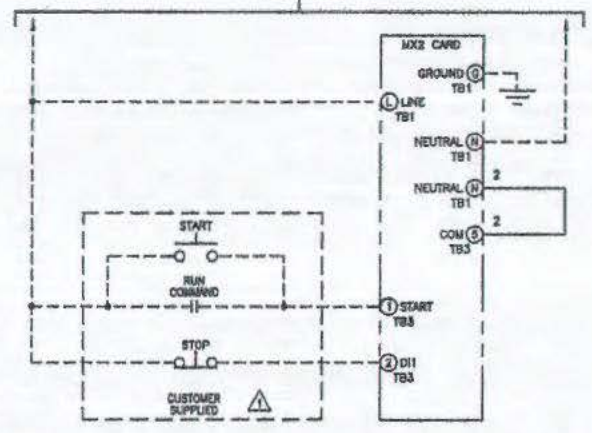 MX2 CARD
GROUND G
TB1
L LINE
TB1
NEUTRAL N
TB1
2
NEUTRAL N
TB1
2
COM 5
TB3
START
RUN
COMMAND
1 START
TB3
STOP
2 DI1
TB3
CUSTOMER
SUPPLIED
1